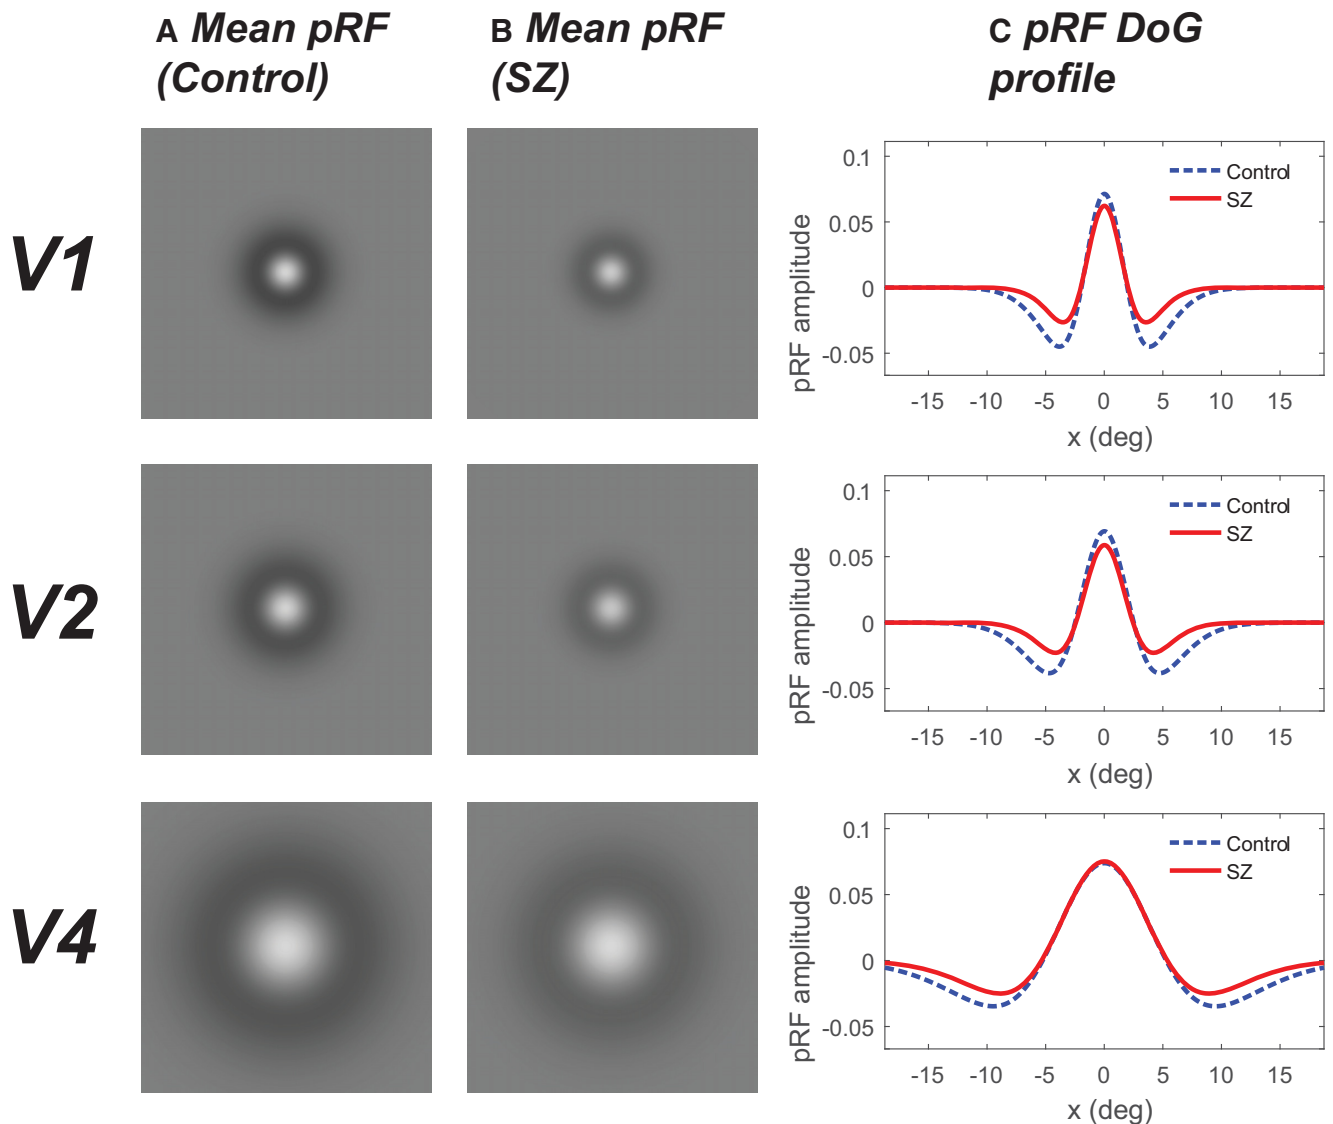 A Mean pRF
(Control)
B Mean pRF
(SZ)
C pRF DoG
profile
V1
0.1
0.05
0
-0.05
pRF amplitude
Control
SZ
-15 -10 -5 0 5 10 15
x (deg)
V2
0.1
0.05
0
-0.05
pRF amplitude
Control
SZ
-15 -10 -5 0 5 10 15
x (deg)
V4
0.1
0.05
0
-0.05
pRF amplitude
Control
SZ
-15 -10 -5 0 5 10 15
x (deg)